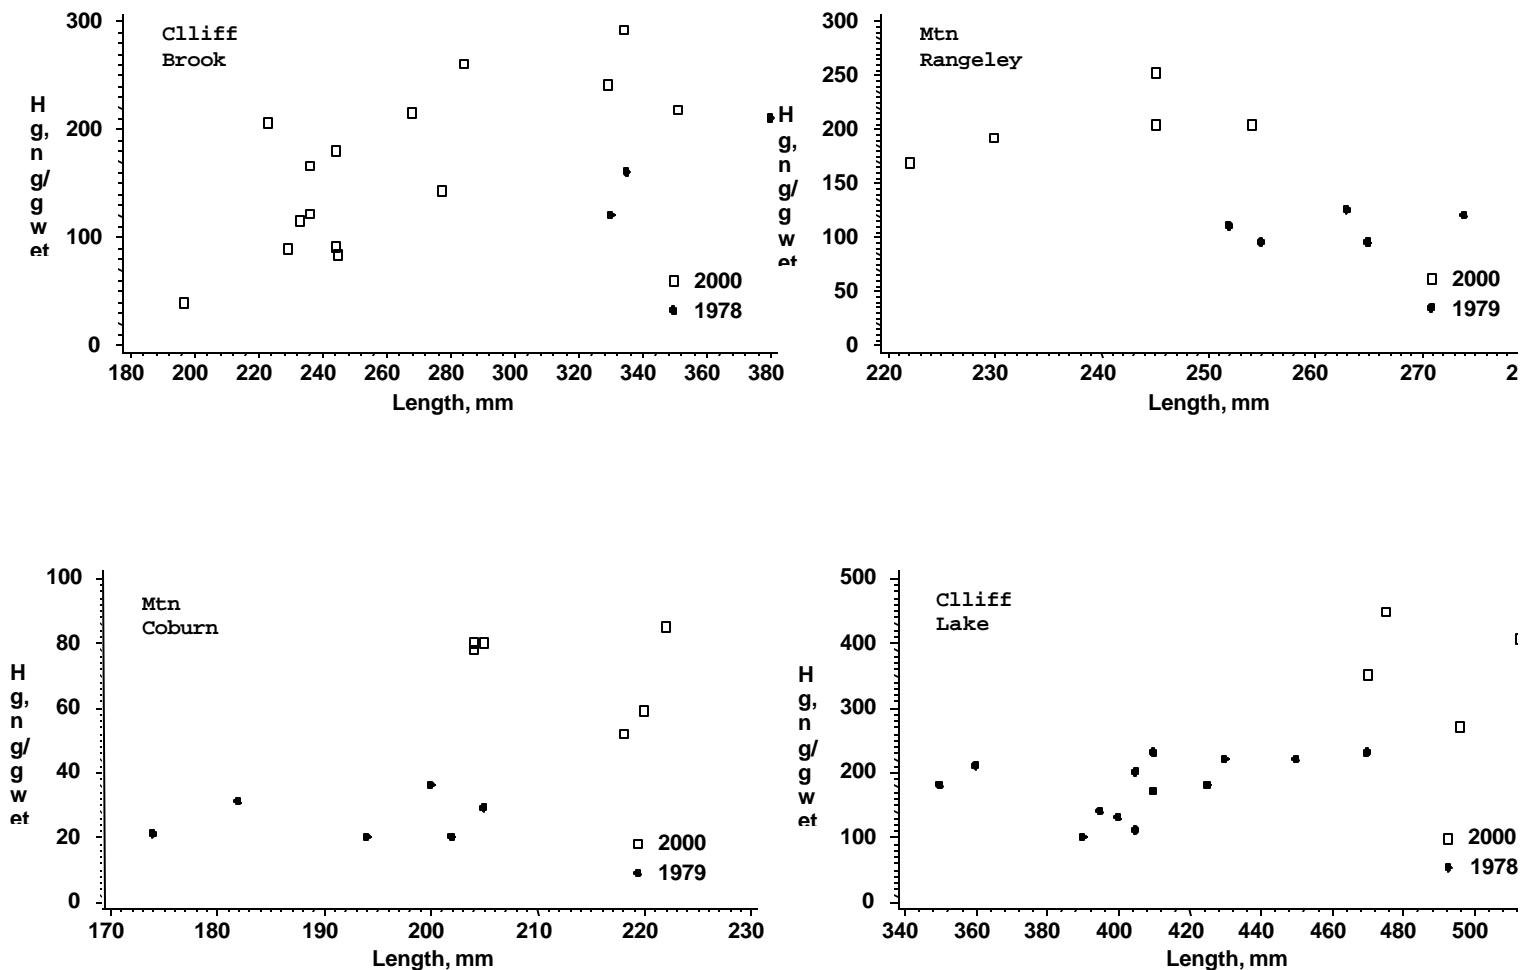 Clliff
Brook
300
200
100
0
H
g,
n
g/
g
w
et
2000
1978
180 200 220 240 260 280 300 320 340 360 380
Length, mm
Mtn
Rangeley
300
250
200
150
100
50
0
H
g,
n
g/
g
w
et
2000
1979
220 230 240 250 260 270 2
Length, mm
Mtn
Coburn
100
80
60
40
20
0
H
g,
n
g/
g
w
et
2000
1979
170 180 190 200 210 220 230
Length, mm
Clliff
Lake
500
400
300
200
100
0
H
g,
n
g/
g
w
et
2000
1978
340 360 380 400 420 440 460 480 500
Length, mm